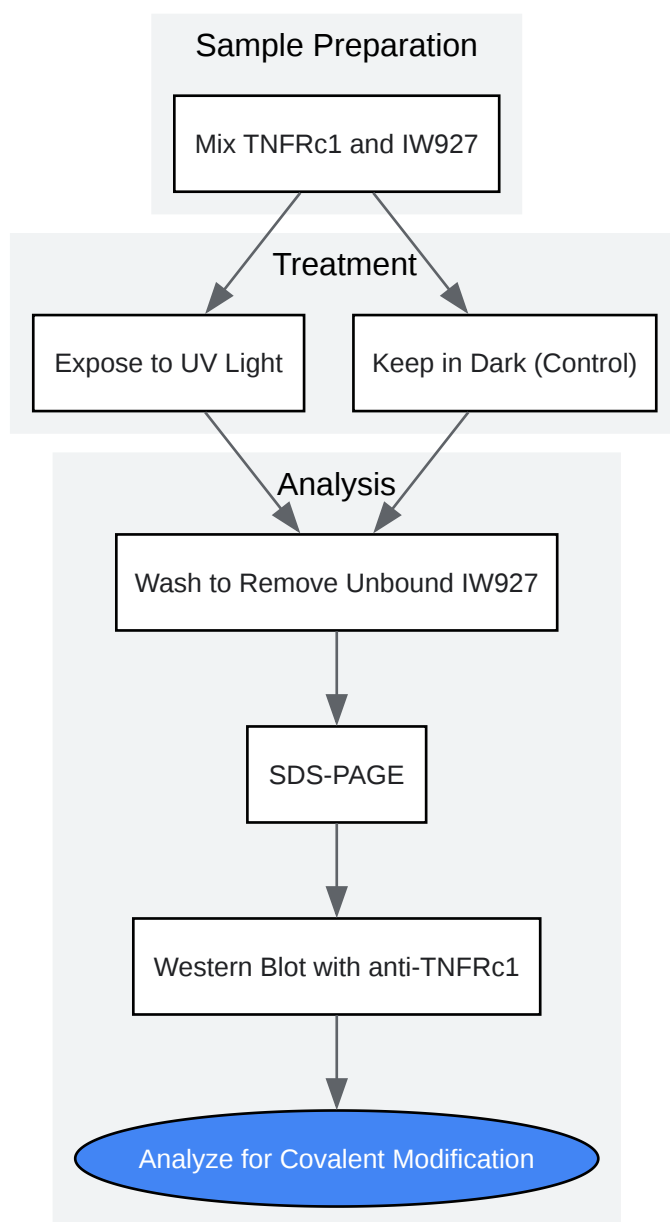 Sample Preparation
Mix TNFRc1 and IW927
Treatment
Expose to UV Light
Keep in Dark (Control)
Analysis
Wash to Remove Unbound IW927
SDS-PAGE
Western Blot with anti-TNFRc1
Analyze for Covalent Modification